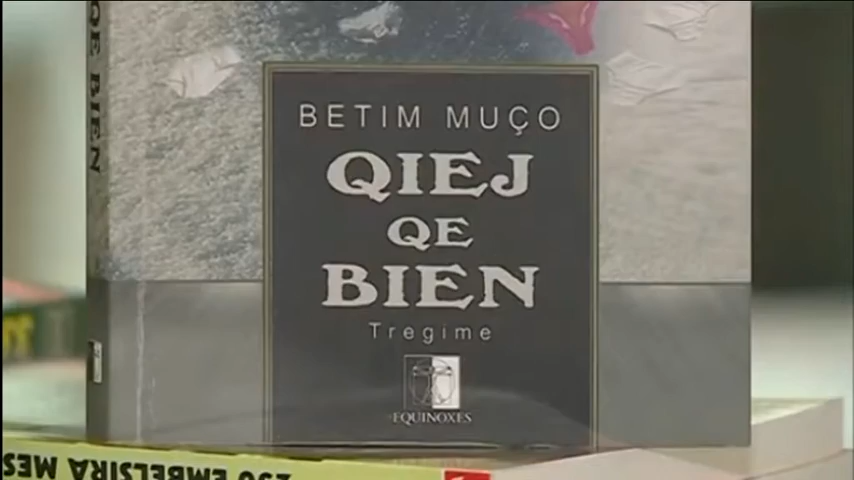 QE BIEN
BETIM MUÇO
QIEJ
QE
BIEN
Tregime
EQUINOXES
250 EMBELSIRA MES